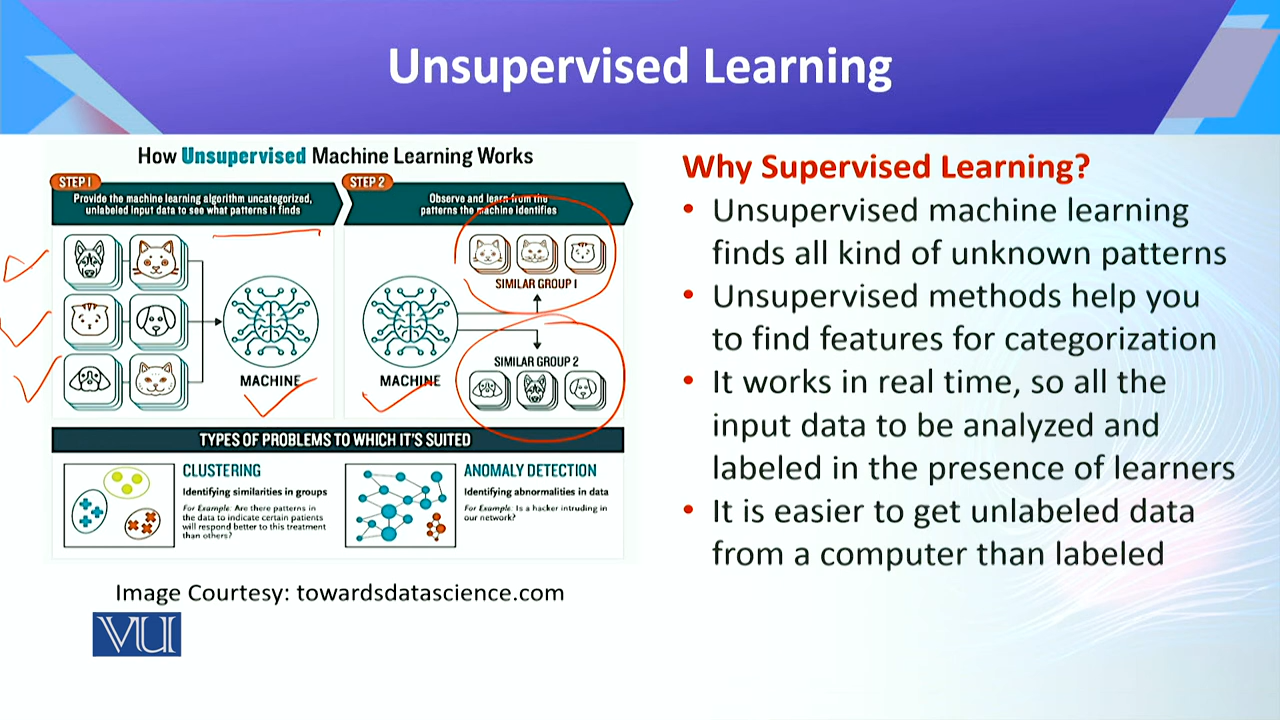 Unsupervised Learning
How Unsupervised Machine Learning Works
STEP 1
Provide the machine learning algorithm uncategorized,
unlabeled input data to see what patterns it finds
MACHINE
STEP 2
Observe and learn from the
patterns the machine identifies
MACHINE
SIMILAR GROUP 1
SIMILAR GROUP 2
TYPES OF PROBLEMS TO WHICH IT'S SUITED
CLUSTERING
Identifying similarities in groups
For Example: Are there patterns in
the data to indicate certain patients
will respond better to this treatment
than others?
ANOMALY DETECTION
Identifying abnormalities in data
For Example: Is a hacker intruding in
our network?
Image Courtesy: towardsdatascience.com
VU
Why Supervised Learning?
• Unsupervised machine learning
finds all kind of unknown patterns
• Unsupervised methods help you
to find features for categorization
• It works in real time, so all the
input data to be analyzed and
labeled in the presence of learners
• It is easier to get unlabeled data
from a computer than labeled